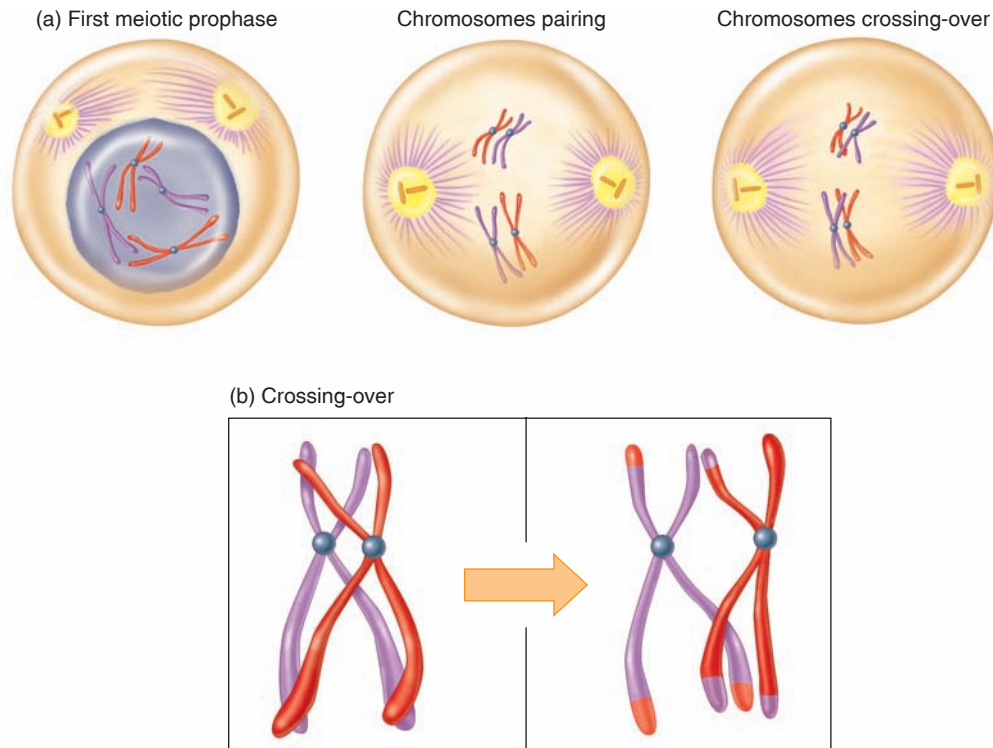 (a) First meiotic prophase
Chromosomes pairing
Chromosomes crossing-over
(b) Crossing-over